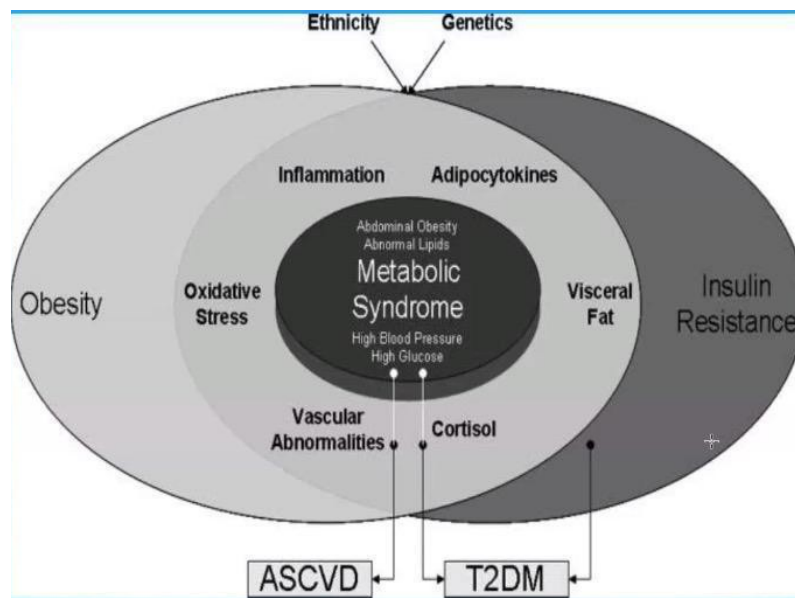 Ethnicity
Genetics
Inflammation
Adipocytokines
Abdominal Obesity
Abnormal Lipids
Metabolic
Syndrome
High Blood Pressure
High Glucose
Obesity
Oxidative
Stress
Visceral
Fat
Insulin
Resistance
Vascular
Abnormalities
Cortisol
ASCVD
T2DM